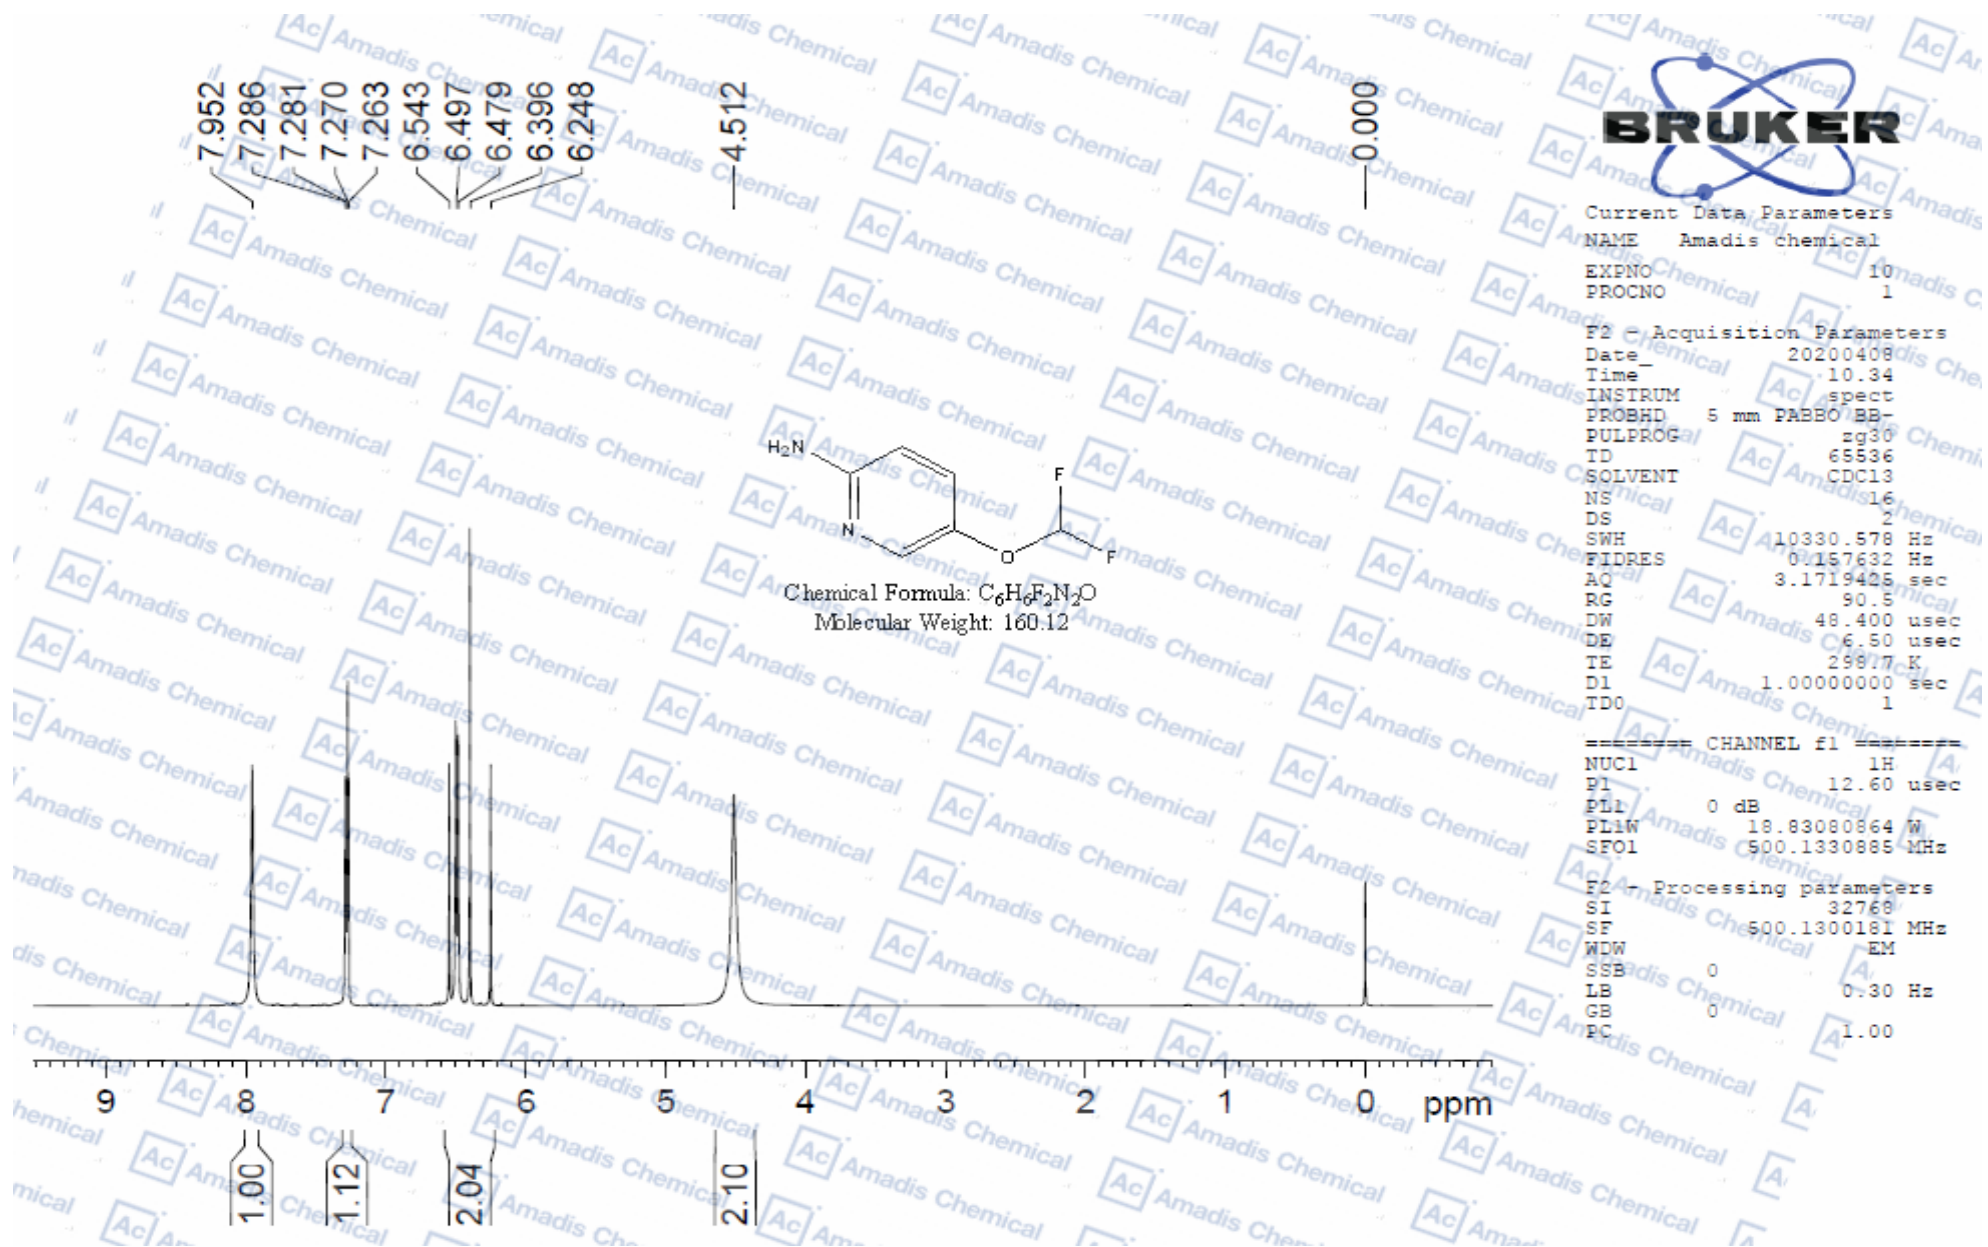 7.952
7.286
7.281
7.270
7.263
6.543
6.497
6.479
6.396
6.248
4.512
0.000
BRUKER
Current Data Parameters
NAME Amadis chemical
EXPNO 10
PROCNO 1
F2 - Acquisition Parameters
Date_ 20200408
Time 10.34
INSTRUM spect
PROBHD 5 mm PABBO BB-
PULPROG zg30
TD 65536
SOLVENT CDCl3
NS 16
DS 2
SWH 10330.578 Hz
FIDRES 0.157632 Hz
AQ 3.1719425 sec
RG 90.5
DW 48.400 usec
DE 6.50 usec
TE 298.7 K
D1 1.00000000 sec
TD0 1
======== CHANNEL f1 ========
NUC1 1H
P1 12.60 usec
PL1 0 dB
PL1W 18.83080864 W
SFO1 500.1330885 MHz
F2 - Processing parameters
SI 32768
SF 500.1300181 MHz
WDW EM
SSB 0
LB 0.30 Hz
GB 0
PC 1.00
H₂N
N
O
F
F
Chemical Formula: C₆H₆F₂N₂O
Molecular Weight: 160.12
9 8 7 6 5 4 3 2 1 0 ppm
1.00
1.12
2.04
2.10
Ac Amadis Chemical